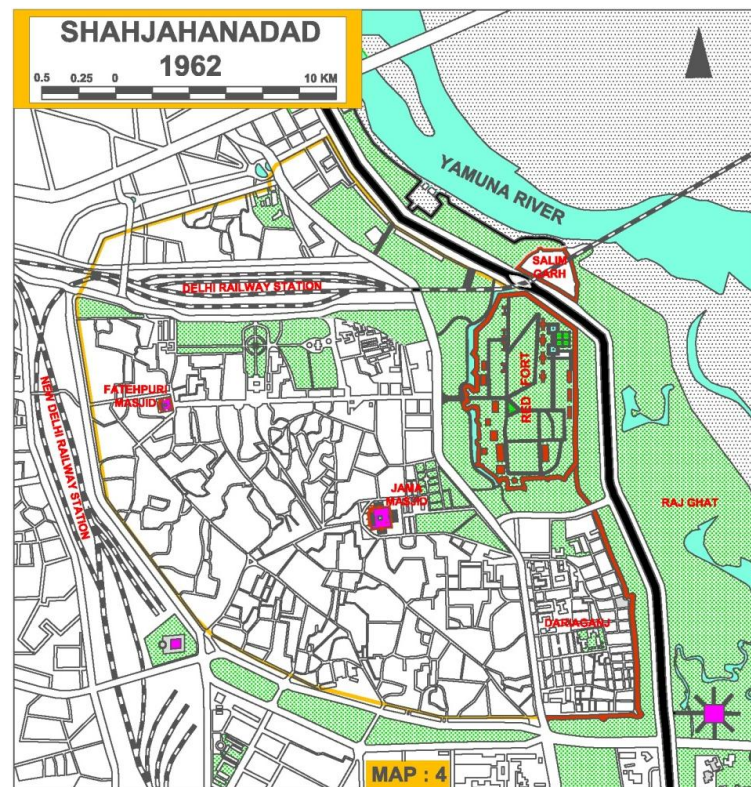 SHAHJAHANADAD
1962
0.5 0.25 0 10 KM
YAMUNA RIVER
SALIM
GARH
DELHI RAILWAY STATION
RED FORT
FATEHPURI
MASJID
NEW DELHI RAILWAY STATION
JAMA
MASJID
RAJ GHAT
DARIAGANJ
MAP : 4